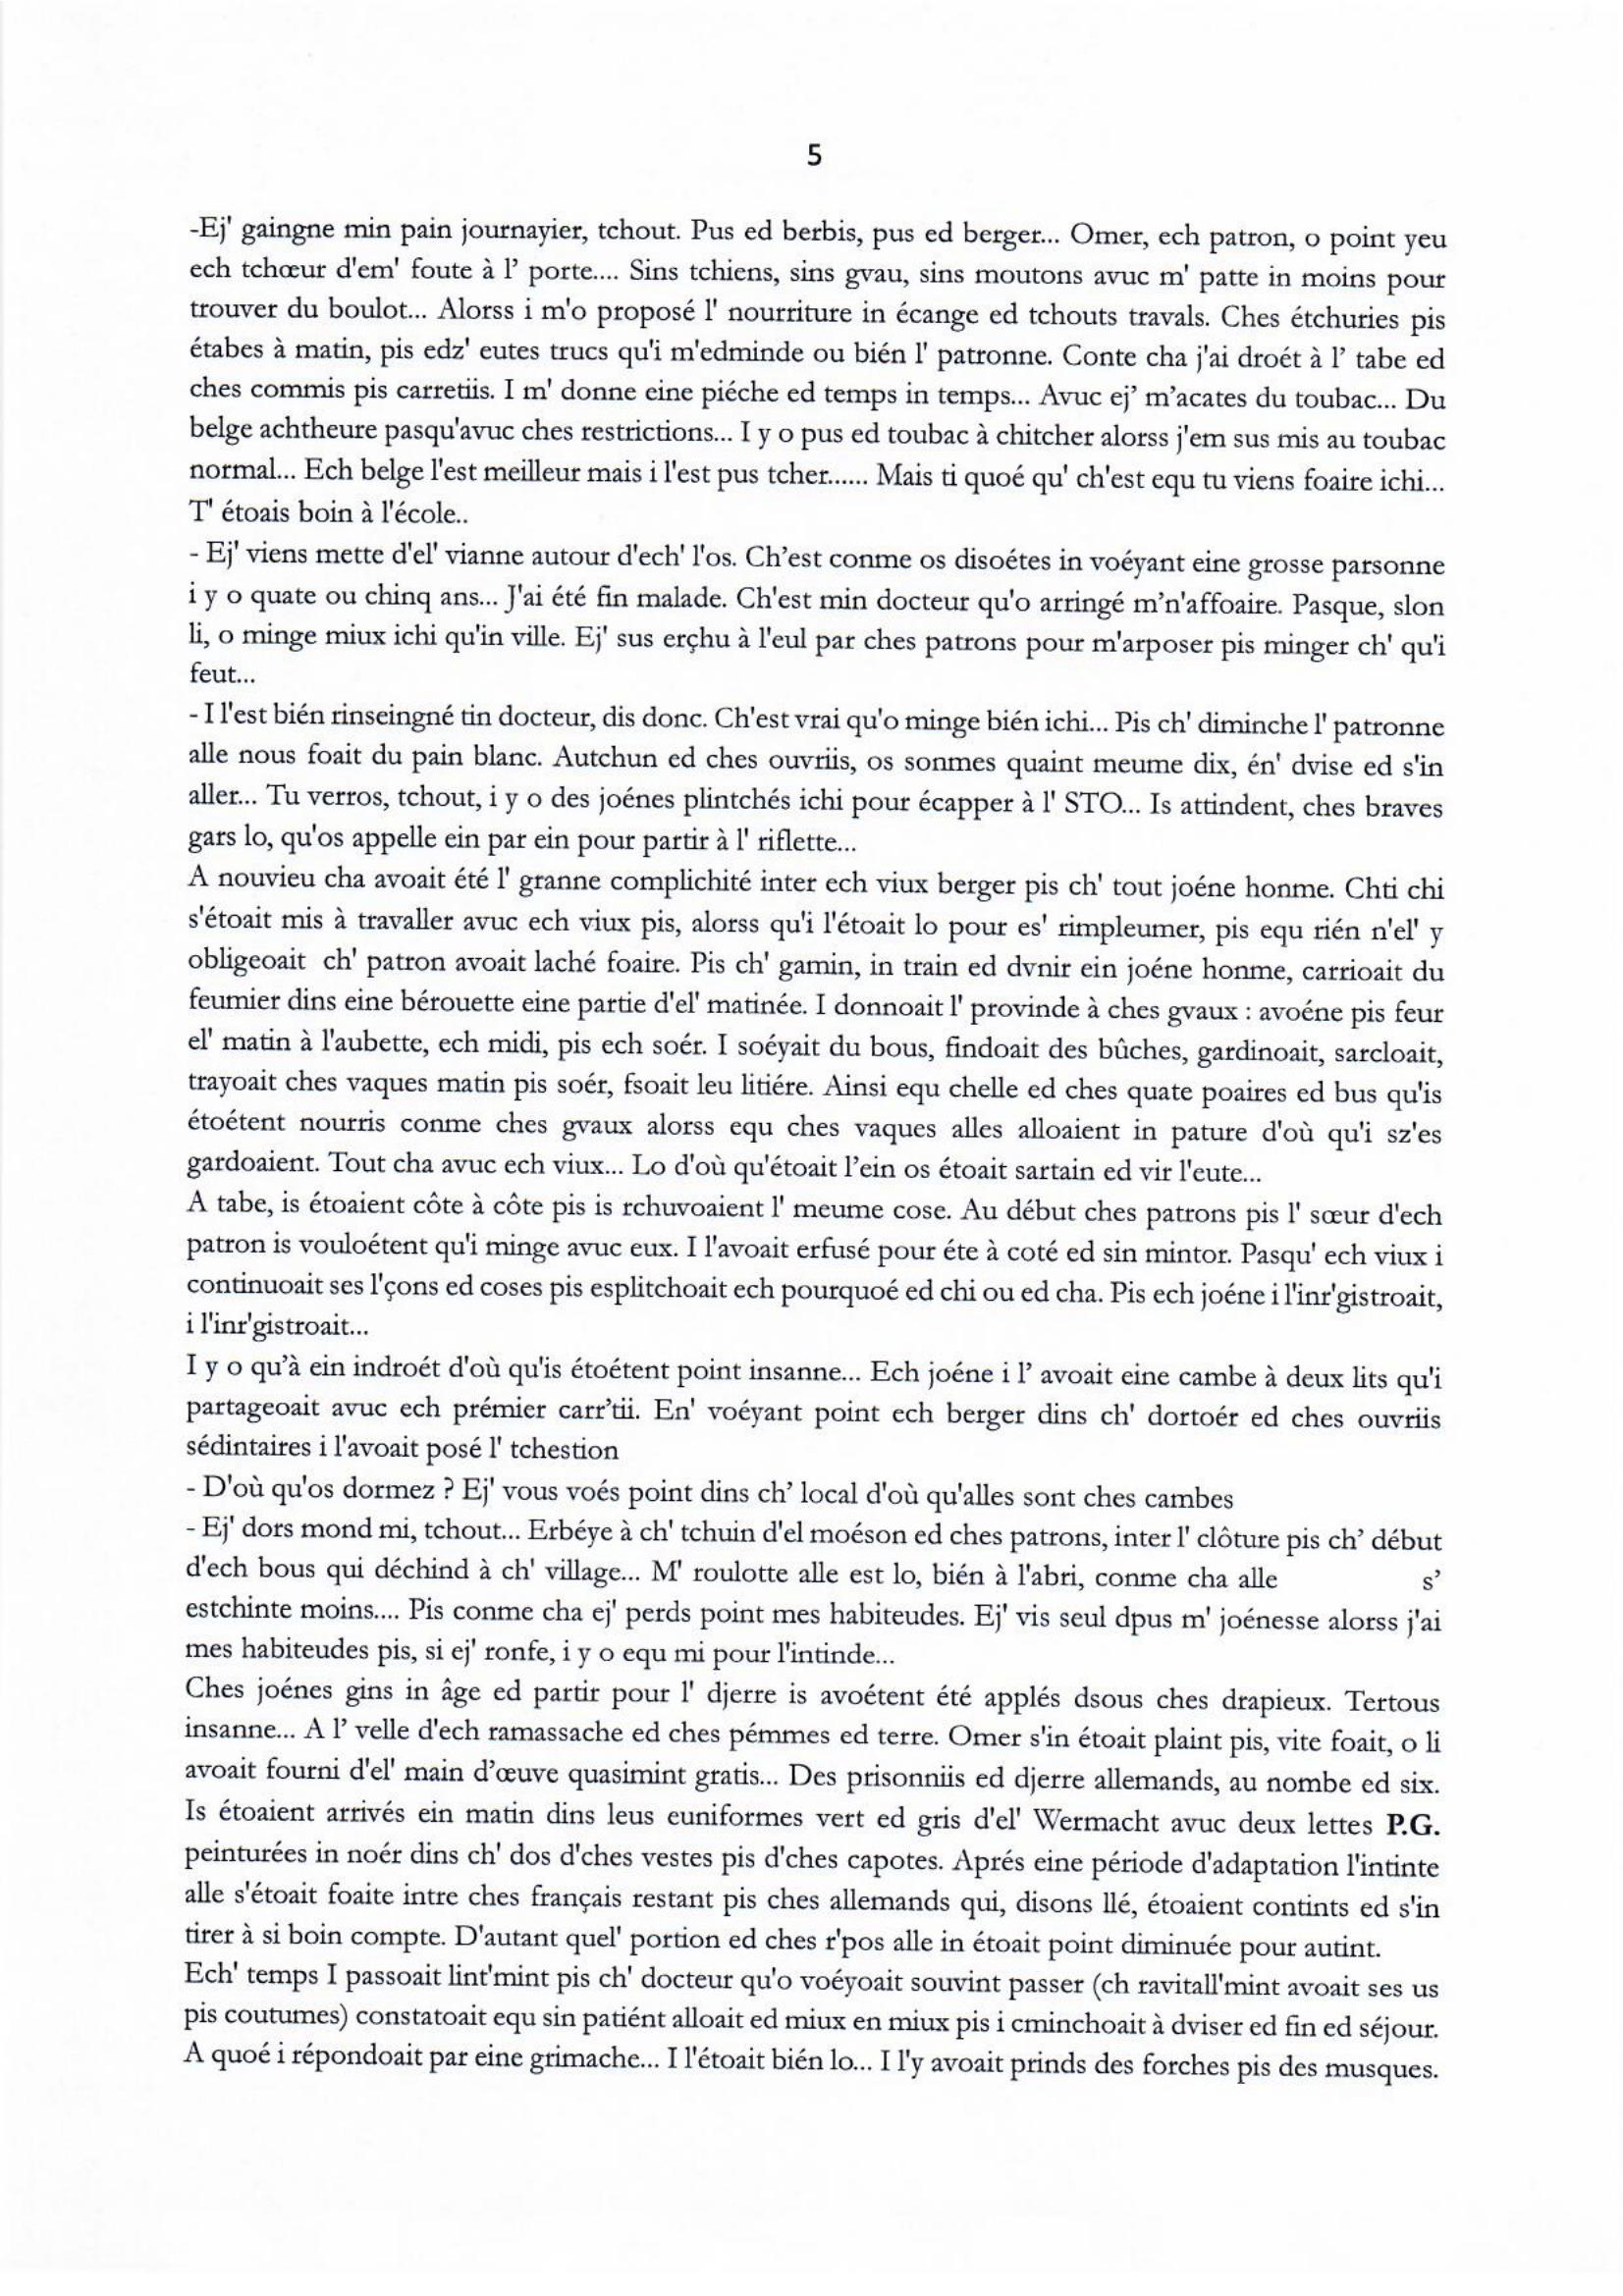 5
-Ej' gaingne min pain journayier, tchout. Pus ed berbis, pus ed berger... Omer, ech patron, o point yeu
ech tchœur d'em' foute à l’ porte.... Sins tchiens, sins gvau, sins moutons avuc m' patte in moins pour
trouver du boulot... Alorss i m'o proposé l' nourriture in écange ed tchouts travals. Ches étchuries pis
étabes à matin, pis edz' eutes trucs qu'i m'edminde ou bién l' patronne. Conte cha j'ai droét à l’ tabe ed
ches commis pis carretiis. I m' donne eine piéche ed temps in temps... Avuc ej’ m’acates du toubac... Du
belge achtheure pasqu'avuc ches restrictions... I y o pus ed toubac à chitcher alorss j'em sus mis au toubac
normal... Ech belge l'est meilleur mais i l'est pus tcher...... Mais ti quoé qu' ch'est equ tu viens foaire ichi...
T' étoais boin à l'école..
- Ej' viens mette d'el' vianne autour d'ech' l'os. Ch’est conme os disoétes in voéyant eine grosse parsonne
i y o quate ou chinq ans... J'ai été fin malade. Ch'est min docteur qu'o arringé m’n'affoaire. Pasque, slon
li, o minge miux ichi qu'in ville. Ej' sus erçhu à l'eul par ches patrons pour m'arposer pis minger ch' qu'i
feut...
- I l'est bién rinseingné tin docteur, dis donc. Ch'est vrai qu'o minge bién ichi... Pis ch' diminche l' patronne
alle nous foait du pain blanc. Autchun ed ches ouvriis, os sonmes quaint meume dix, én' dvise ed s'in
aller... Tu verros, tchout, i y o des joénes plintchés ichi pour écapper à l' STO... Is attindent, ches braves
gars lo, qu'os appelle ein par ein pour partir à l' riflette...
A nouvieu cha avoait été l' granne complichité inter ech viux berger pis ch' tout joéne honme. Chti chi
s'étoait mis à travaller avuc ech viux pis, alorss qu'i l'étoait lo pour es' rimpleumer, pis equ rién n'el' y
obligeoait ch' patron avoait laché foaire. Pis ch' gamin, in train ed dvnir ein joéne honme, carrioait du
feumier dins eine bérouette eine partie d'el' matinée. I donnoait l' provinde à ches gvaux : avoéne pis feur
el' matin à l'aubette, ech midi, pis ech soér. I soéyait du bous, findoait des bûches, gardinoait, sarcloait,
trayoait ches vaques matin pis soér, fsoait leu litiére. Ainsi equ chelle ed ches quate poaires ed bus qu'is
étoétent nourris conme ches gvaux alorss equ ches vaques alles alloaient in pature d'où qu'i sz'es
gardoaient. Tout cha avuc ech viux... Lo d'où qu'étoait l’ein os étoait sartain ed vir l'eute...
A tabe, is étoaient côte à côte pis is rchuvoaient l' meume cose. Au début ches patrons pis l' sœur d'ech
patron is vouloétent qu'i minge avuc eux. I l'avoait erfusé pour éte à coté ed sin mintor. Pasqu' ech viux i
continuoait ses l'çons ed coses pis esplitchoait ech pourquoé ed chi ou ed cha. Pis ech joéne i l'inr'gistroait,
i l'inr'gistroait...
I y o qu’à ein indroét d'où qu'is étoétent point insanne... Ech joéne i l’ avoait eine cambe à deux lits qu'i
partageoait avuc ech prémier carr’tii. En' voéyant point ech berger dins ch' dortoér ed ches ouvriis
sédintaires i l'avoait posé l' tchestion
- D'où qu'os dormez ? Ej' vous voés point dins ch’ local d'où qu'alles sont ches cambes
- Ej' dors mond mi, tchout... Erbéye à ch' tchuin d'el moéson ed ches patrons, inter l' clôture pis ch’ début
d'ech bous qui déchind à ch' village... M' roulotte alle est lo, bién à l'abri, conme cha alle s’
estchinte moins.... Pis conme cha ej' perds point mes habiteudes. Ej' vis seul dpus m' joénesse alorss j'ai
mes habiteudes pis, si ej' ronfe, i y o equ mi pour l'intinde...
Ches joénes gins in âge ed partir pour l' djerre is avoétent été applés dsous ches drapieux. Tertous
insanne... A l’ velle d'ech ramassache ed ches pémmes ed terre. Omer s'in étoait plaint pis, vite foait, o li
avoait fourni d'el' main d’œuve quasimint gratis... Des prisonniis ed djerre allemands, au nombe ed six.
Is étoaient arrivés ein matin dins leus euniformes vert ed gris d'el' Wermacht avuc deux lettes P.G.
peinturées in noér dins ch' dos d'ches vestes pis d'ches capotes. Aprés eine période d'adaptation l'intinte
alle s'étoait foaite intre ches français restant pis ches allemands qui, disons llé, étoaient contints ed s'in
tirer à si boin compte. D'autant quel' portion ed ches r'pos alle in étoait point diminuée pour autint.
Ech' temps I passoait lint'mint pis ch' docteur qu'o voéyoait souvint passer (ch ravitall'mint avoait ses us
pis coutumes) constatoait equ sin patiént alloait ed miux en miux pis i cminchoait à dviser ed fin ed séjour.
A quoé i répondoait par eine grimache... I l'étoait bién lo... I l'y avoait prinds des forches pis des musques.